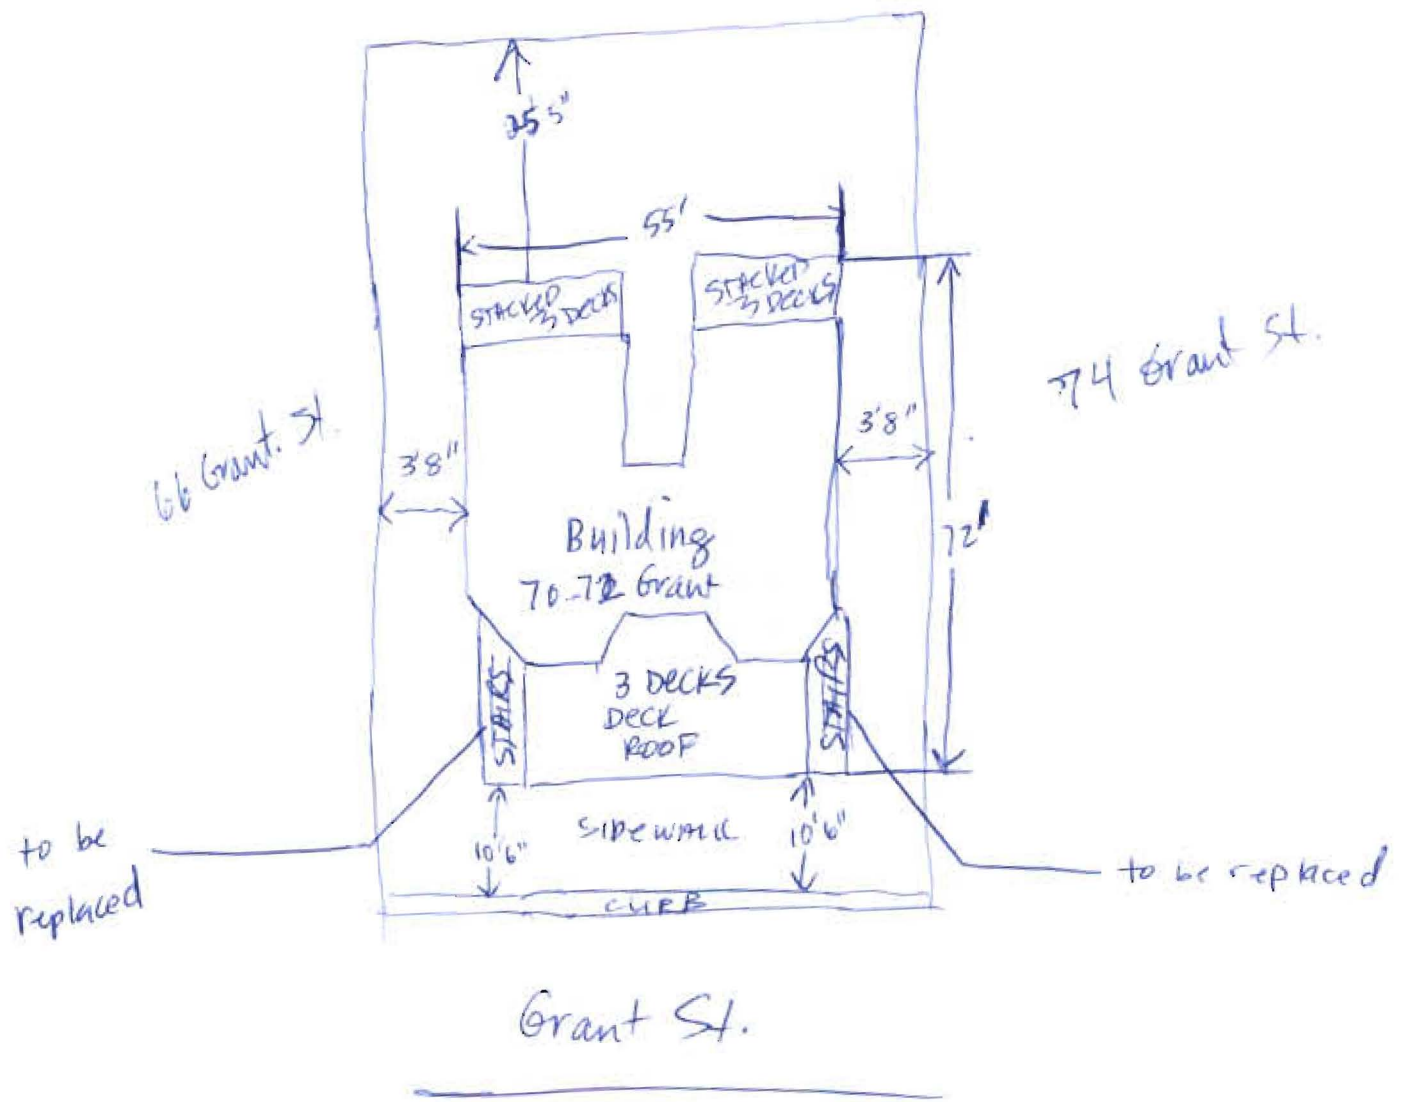 25'5"
55'
STACKED
3 DECKS
STACKED
3 DECKS
74 Grant St.
66 Grant. St.
3'8"
3'8"
72'
Building
70-72 Grant
STAIRS
3 DECKS
DECK
ROOF
STAIRS
to be
replaced
10'6"
SIDEWALK
10'6"
to be replaced
CURB
Grant St.